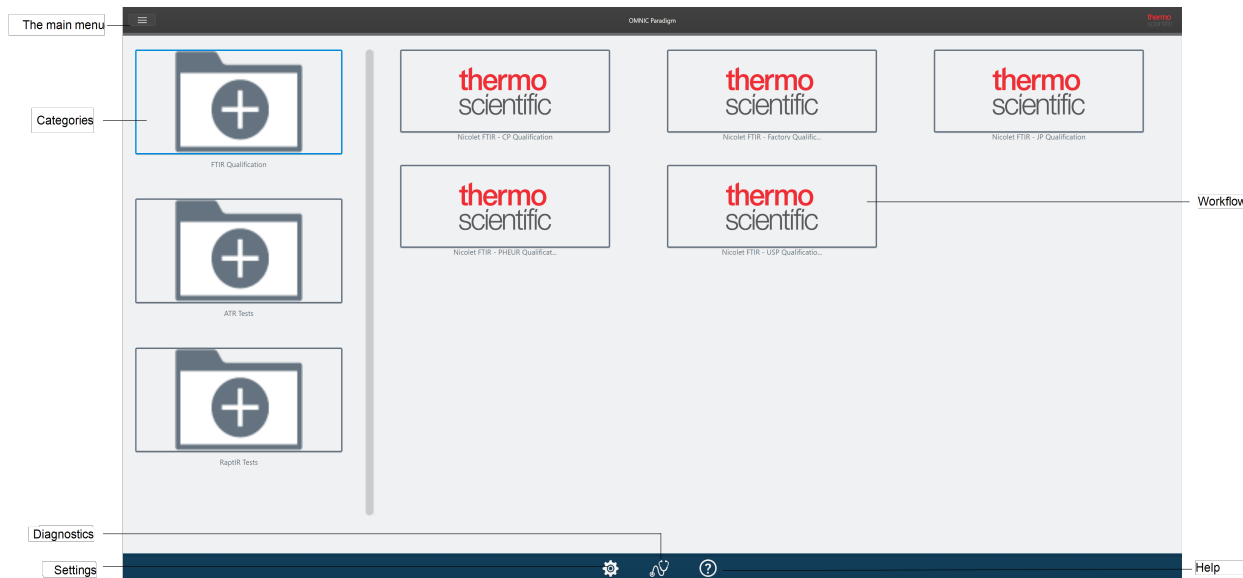 The main menu
OMNIC Paradigm
thermo
scientific
Categories
FTIR Qualification
ATR Tests
RaptIR Tests
thermo
scientific
Nicolet FTIR - CP Qualification
thermo
scientific
Nicolet FTIR - Factory Qualific...
thermo
scientific
Nicolet FTIR - JP Qualification
thermo
scientific
Nicolet FTIR - PHEUR Qualificat...
thermo
scientific
Nicolet FTIR - USP Qualificatio...
Workflow
Diagnostics
Settings
Help